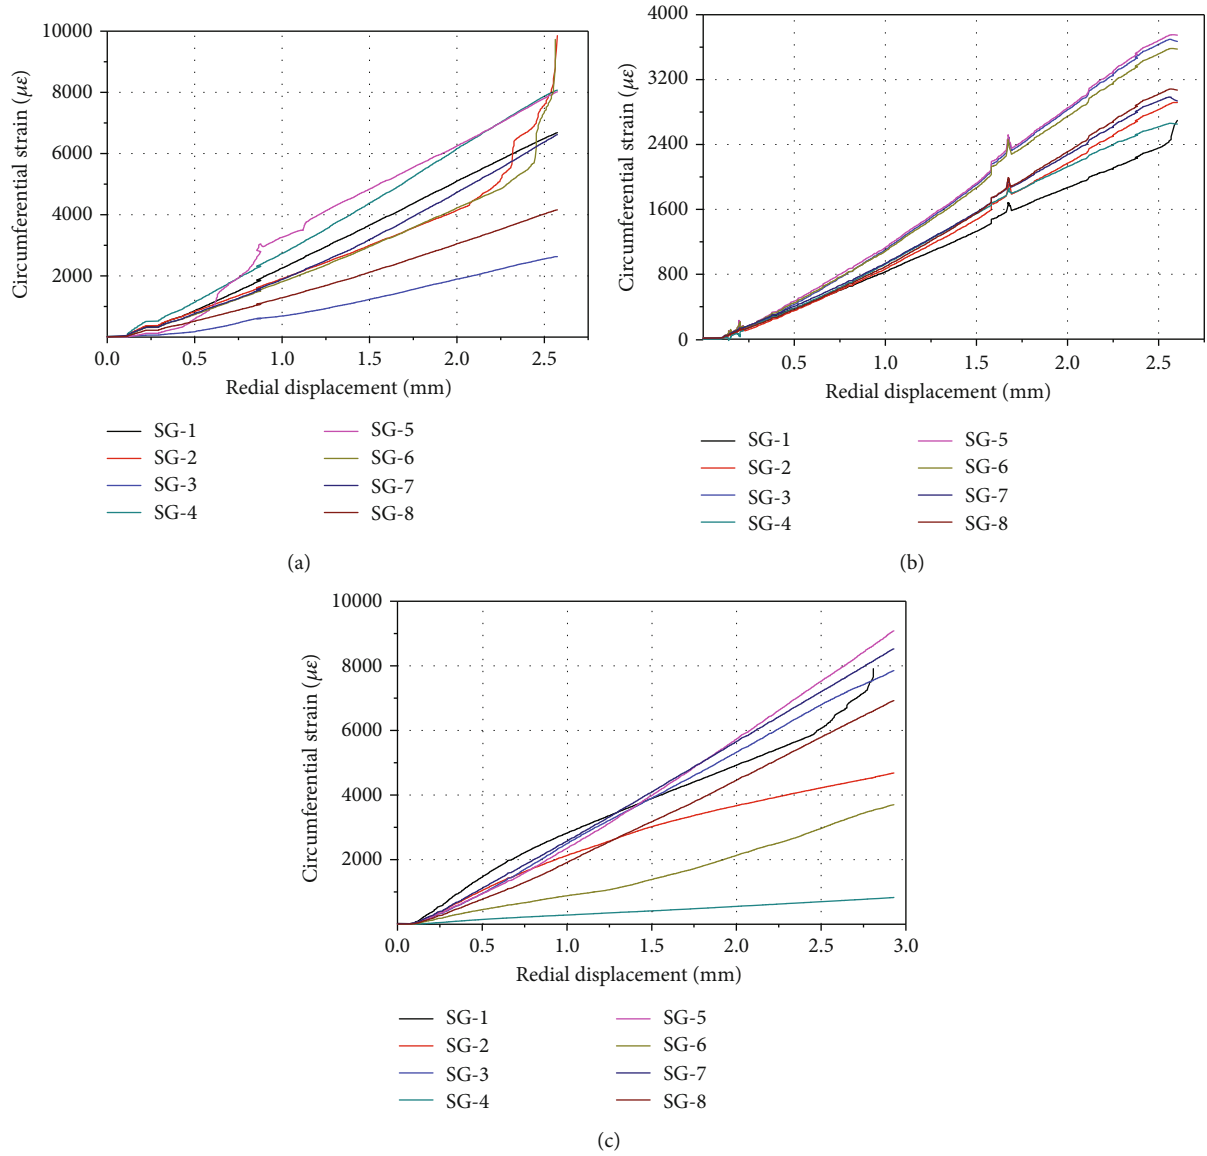 10000
8000
6000
4000
2000
Circumferential strain (με)
0.0 0.5 1.0 1.5 2.0 2.5
Redial displacement (mm)
SG-1 SG-5
SG-2 SG-6
SG-3 SG-7
SG-4 SG-8
(a)
4000
3200
2400
1600
800
0
Circumferential strain (με)
0.5 1.0 1.5 2.0 2.5
Redial displacement (mm)
SG-1 SG-5
SG-2 SG-6
SG-3 SG-7
SG-4 SG-8
(b)
10000
8000
6000
4000
2000
Circumferential strain (με)
0.0 0.5 1.0 1.5 2.0 2.5 3.0
Redial displacement (mm)
SG-1 SG-5
SG-2 SG-6
SG-3 SG-7
SG-4 SG-8
(c)